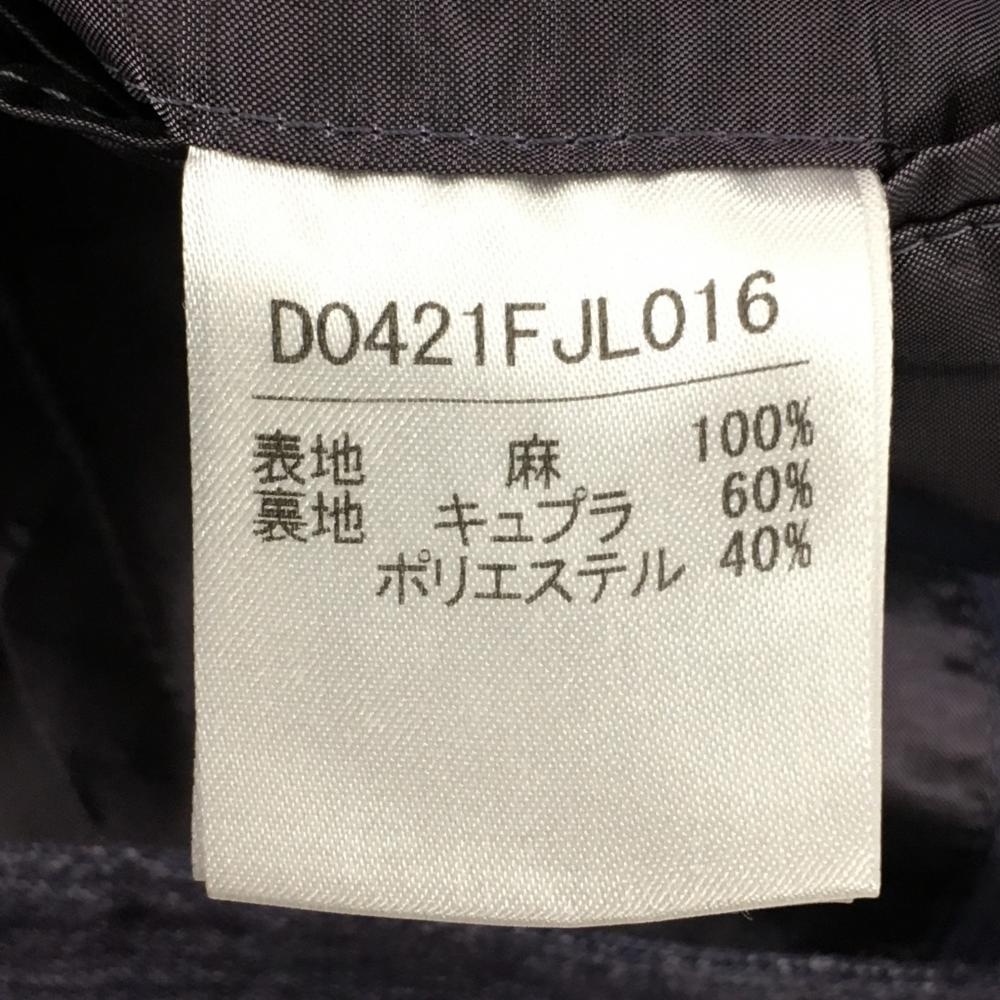 D0421FJL016
表地 麻 100%
裏地 キュプラ 60%
ポリエステル 40%